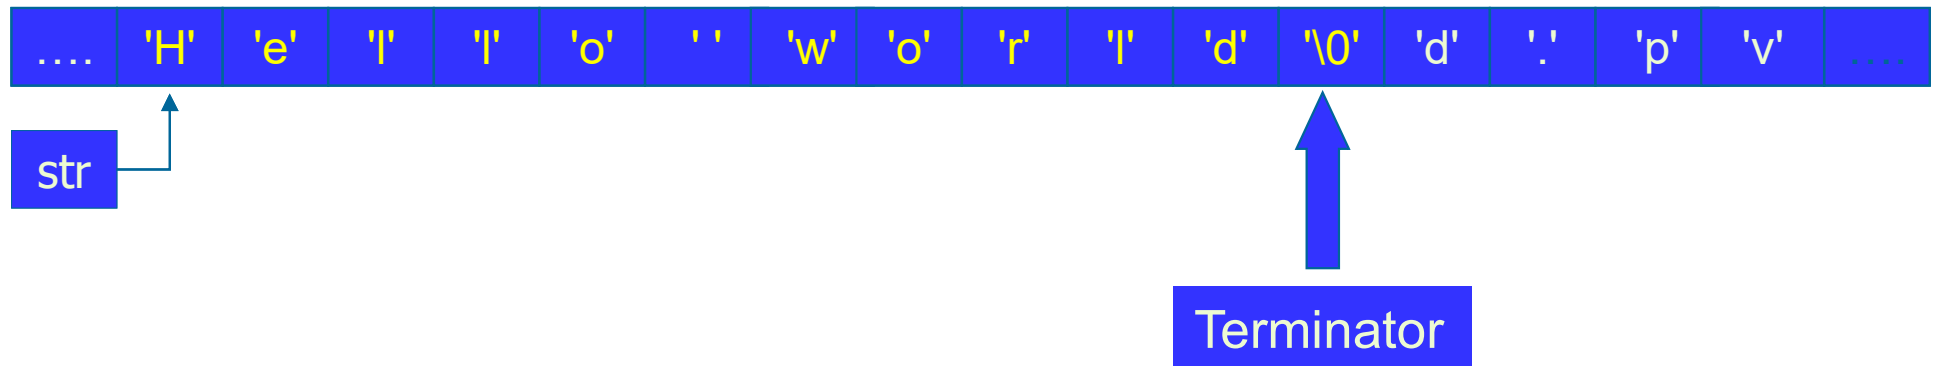 .... 'H' 'e' 'l' 'l' 'o' ' ' 'w' 'o' 'r' 'l' 'd' '\0' 'd' '.' 'p' 'v' ....
str
Terminator